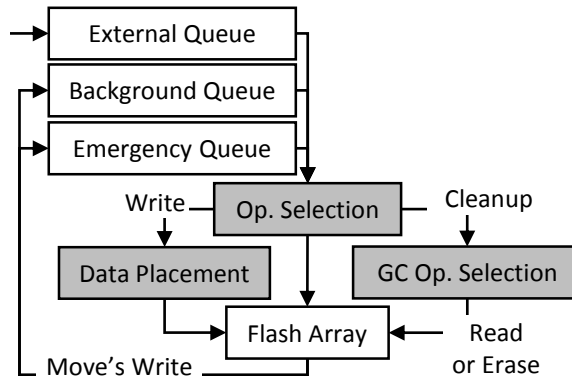 External Queue
Background Queue
Emergency Queue
Write
Op. Selection
Cleanup
Data Placement
GC Op. Selection
Flash Array
Read
or Erase
Move's Write